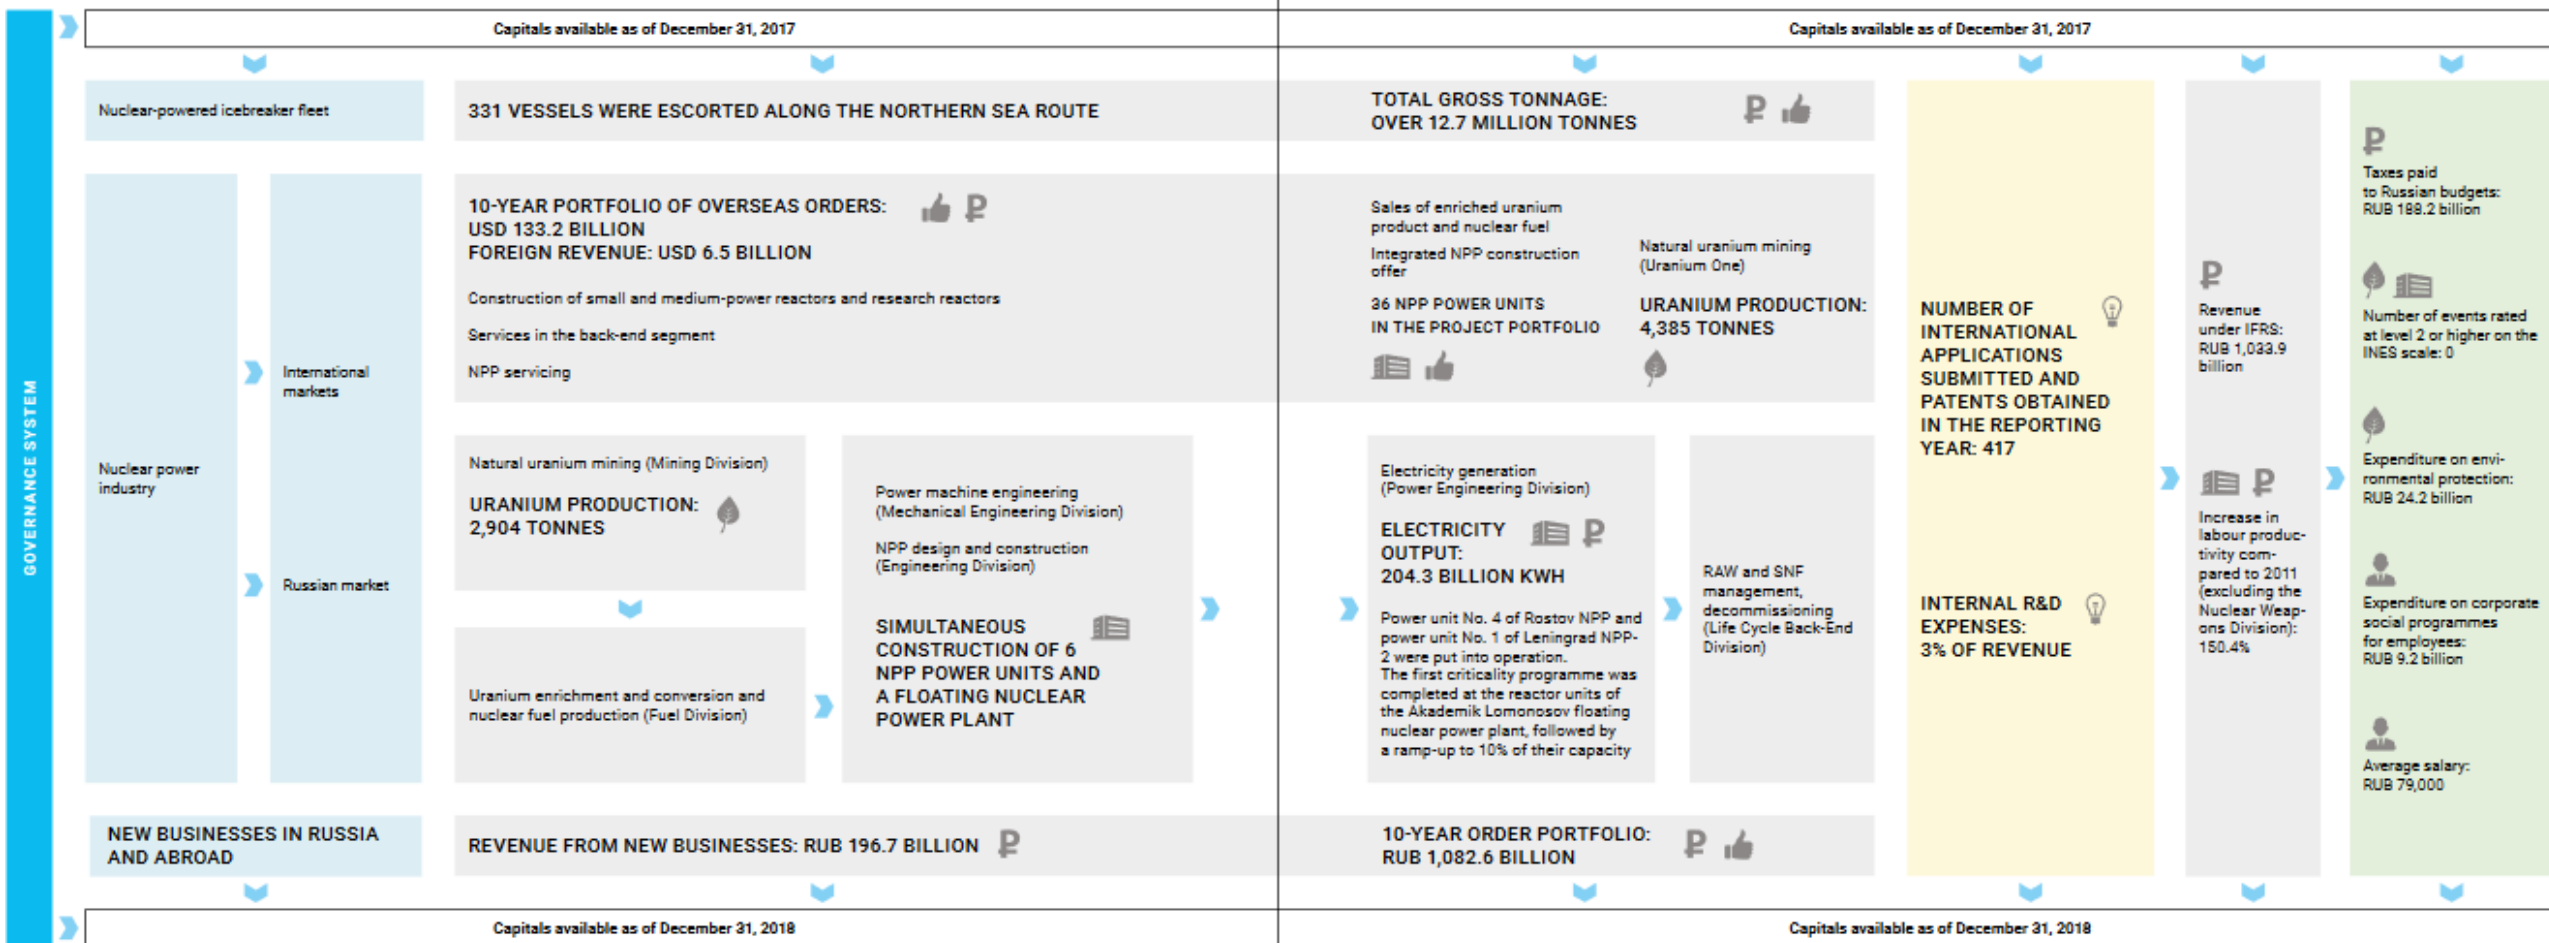 GOVERNANCE SYSTEM
Capitals available as of December 31, 2017
Capitals available as of December 31, 2017
Nuclear-powered icebreaker fleet
331 VESSELS WERE ESCORTED ALONG THE NORTHERN SEA ROUTE
TOTAL GROSS TONNAGE:
OVER 12.7 MILLION TONNES
Nuclear power
industry
International
markets
Russian market
10-YEAR PORTFOLIO OF OVERSEAS ORDERS:
USD 133.2 BILLION
FOREIGN REVENUE: USD 6.5 BILLION
Construction of small and medium-power reactors and research reactors
Services in the back-end segment
NPP servicing
Sales of enriched uranium
product and nuclear fuel
Integrated NPP construction
offer
36 NPP POWER UNITS
IN THE PROJECT PORTFOLIO
Natural uranium mining
(Uranium One)
URANIUM PRODUCTION:
4,385 TONNES
Natural uranium mining (Mining Division)
URANIUM PRODUCTION:
2,904 TONNES
Uranium enrichment and conversion and
nuclear fuel production (Fuel Division)
Power machine engineering
(Mechanical Engineering Division)
NPP design and construction
(Engineering Division)
SIMULTANEOUS
CONSTRUCTION OF 6
NPP POWER UNITS AND
A FLOATING NUCLEAR
POWER PLANT
Electricity generation
(Power Engineering Division)
ELECTRICITY
OUTPUT:
204.3 BILLION KWH
Power unit No. 4 of Rostov NPP and
power unit No. 1 of Leningrad NPP-
2 were put into operation.
The first criticality programme was
completed at the reactor units of
the Akademik Lomonosov floating
nuclear power plant, followed by
a ramp-up to 10% of their capacity
RAW and SNF
management,
decommissioning
(Life Cycle Back-End
Division)
NEW BUSINESSES IN RUSSIA
AND ABROAD
REVENUE FROM NEW BUSINESSES: RUB 196.7 BILLION
10-YEAR ORDER PORTFOLIO:
RUB 1,082.6 BILLION
NUMBER OF
INTERNATIONAL
APPLICATIONS
SUBMITTED AND
PATENTS OBTAINED
IN THE REPORTING
YEAR: 417
INTERNAL R&D
EXPENSES:
3% OF REVENUE
Revenue
under IFRS:
RUB 1,033.9
billion
Increase in
labour produc-
tivity com-
pared to 2011
(excluding the
Nuclear Weap-
ons Division):
150.4%
Taxes paid
to Russian budgets:
RUB 188.2 billion
Number of events rated
at level 2 or higher on the
INES scale: 0
Expenditure on envi-
ronmental protection:
RUB 24.2 billion
Expenditure on corporate
social programmes
for employees:
RUB 9.2 billion
Average salary:
RUB 79,000
Capitals available as of December 31, 2018
Capitals available as of December 31, 2018